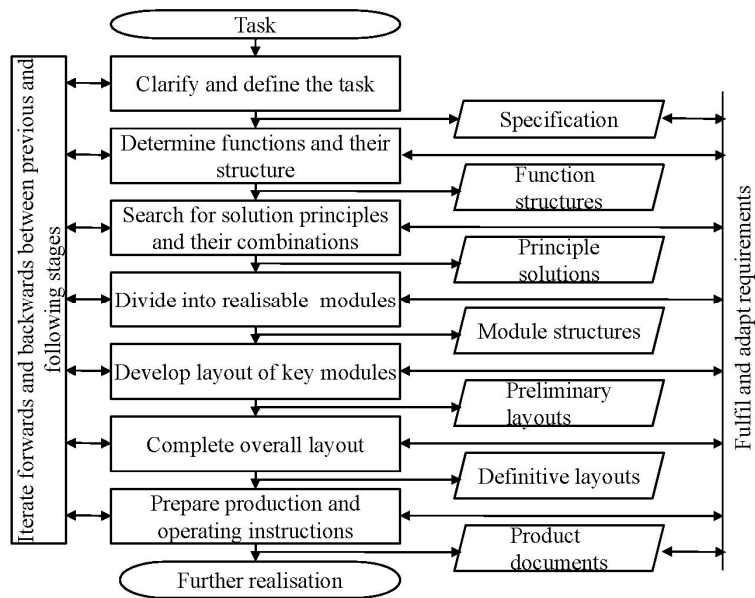 Task
Clarify and define the task
Specification
Determine functions and their
structure
Function
structures
Search for solution principles
and their combinations
Principle
solutions
Divide into realisable modules
Module structures
Develop layout of key modules
Preliminary
layouts
Complete overall layout
Definitive layouts
Prepare production and
operating instructions
Product
documents
Further realisation
Iterate forwards and backwards between previous and
following stages
Fulfil and adapt requirements